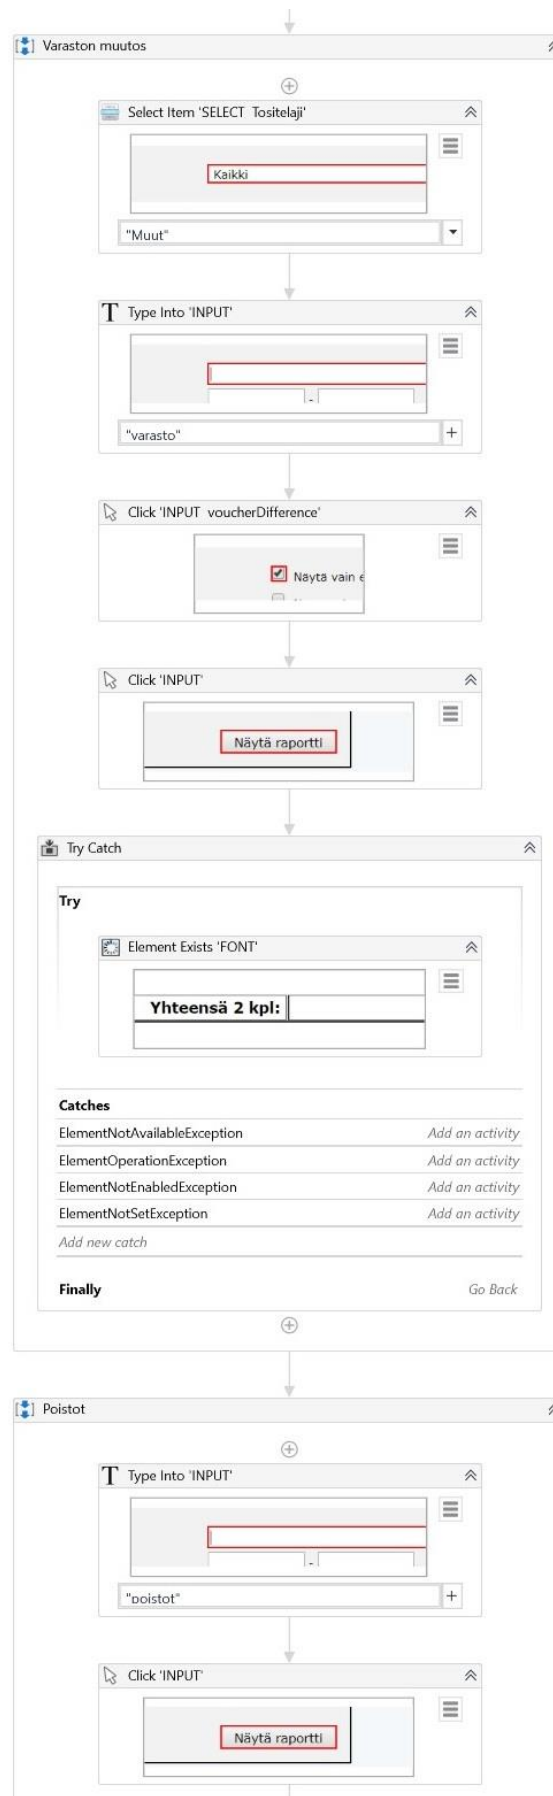 Varaston muutos
Select Item 'SELECT Tositelaji'
Kaikki
"Muut"
T Type Into 'INPUT'
-
"varasto"
+
Click 'INPUT voucherDifference'
Näytä vain e
Click 'INPUT'
Näytä raportti
Try Catch
Try
Element Exists 'FONT'
Yhteensä 2 kpl:
Catches
ElementNotAvailableException Add an activity
ElementOperationException Add an activity
ElementNotEnabledException Add an activity
ElementNotSetException Add an activity
Add new catch
Finally Go Back
Poistot
T Type Into 'INPUT'
-
"poistot"
+
Click 'INPUT'
Näytä raportti